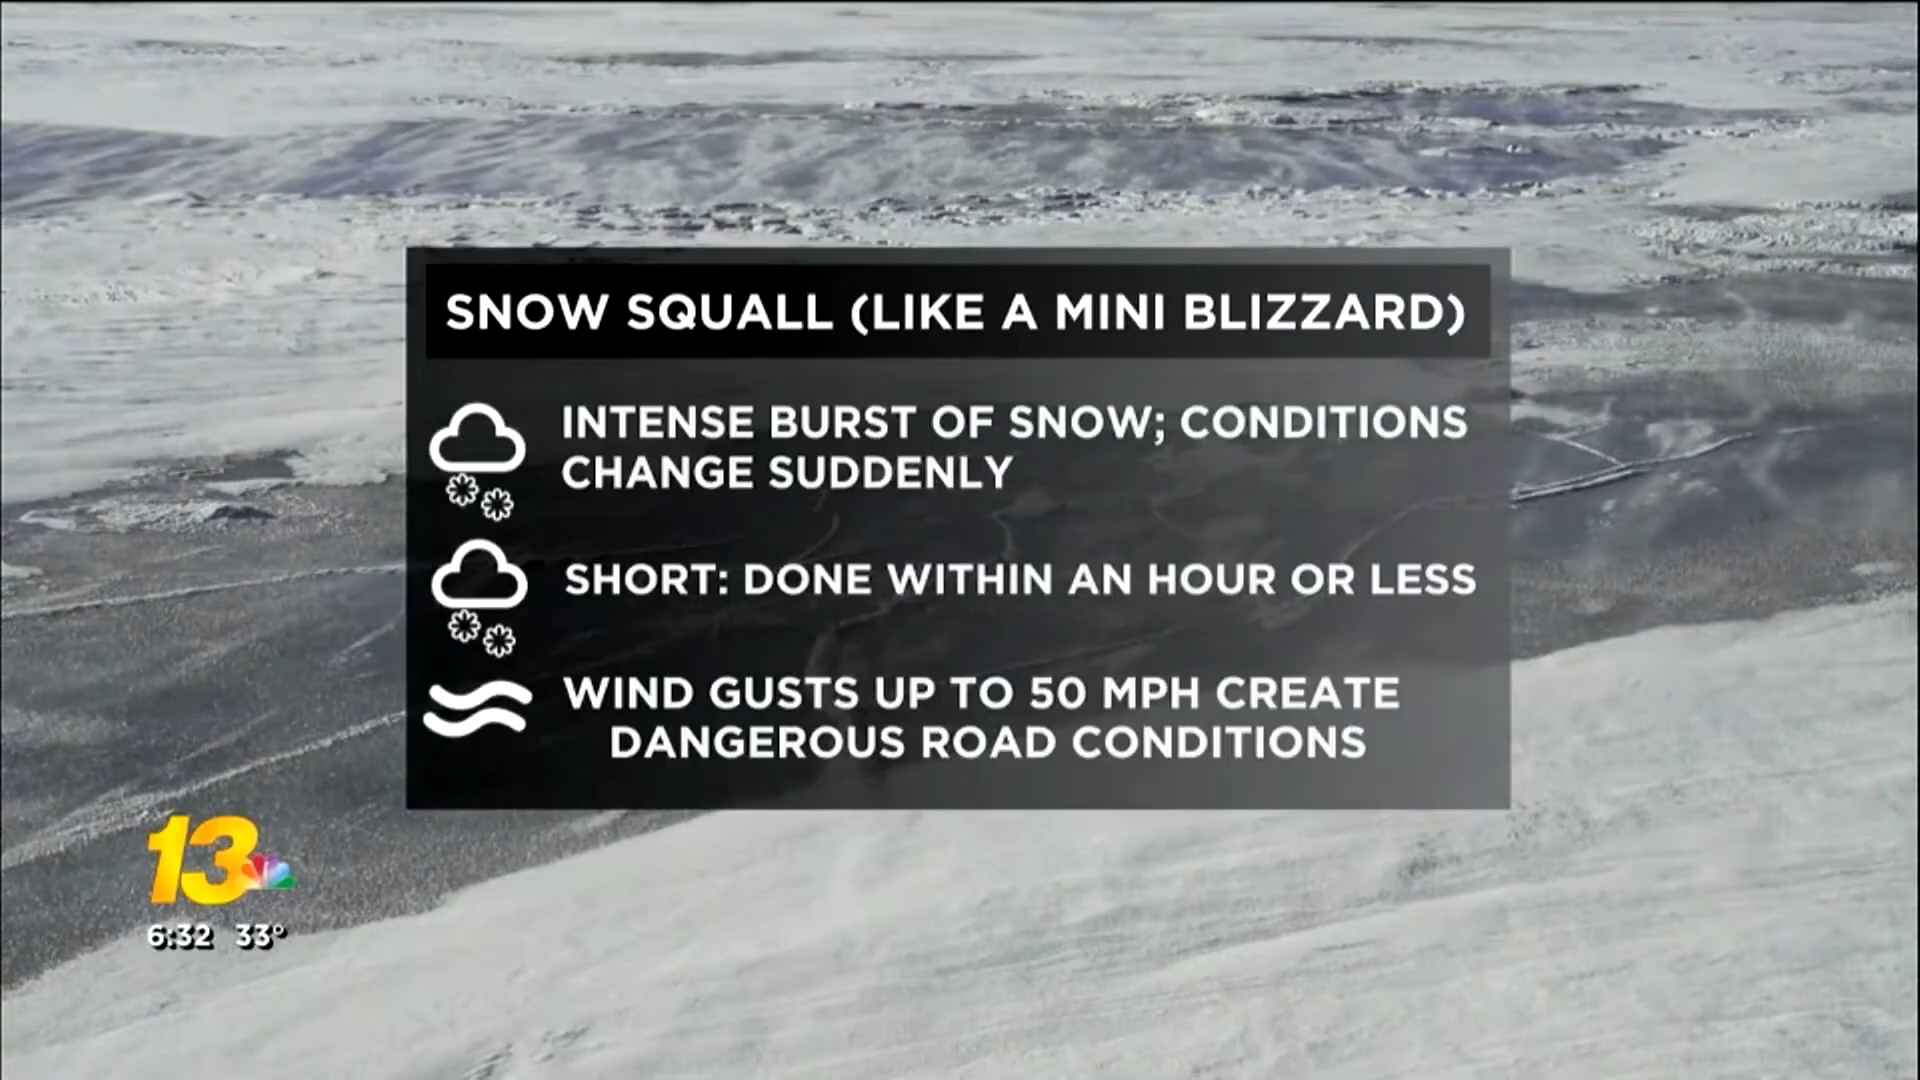 SNOW SQUALL (LIKE A MINI BLIZZARD)
INTENSE BURST OF SNOW; CONDITIONS
CHANGE SUDDENLY
SHORT: DONE WITHIN AN HOUR OR LESS
WIND GUSTS UP TO 50 MPH CREATE
DANGEROUS ROAD CONDITIONS
13
6:32 33°